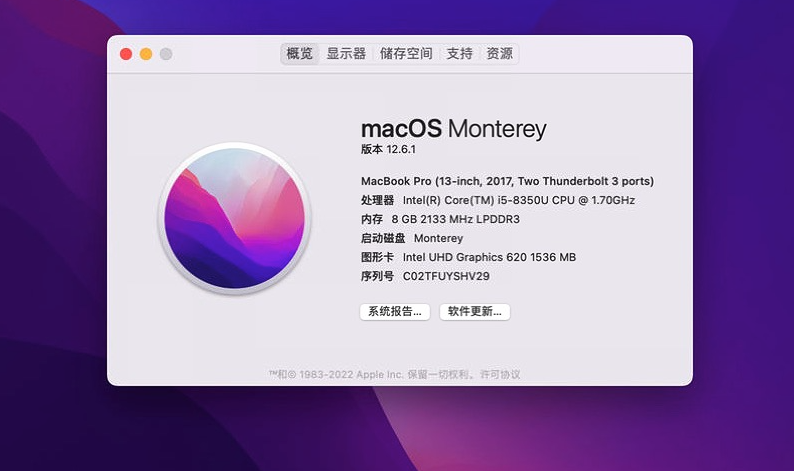 概览 显示器 储存空间 支持 资源
macOS Monterey
版本 12.6.1
MacBook Pro (13-inch, 2017, Two Thunderbolt 3 ports)
处理器 Intel(R) Core(TM) i5-8350U CPU @ 1.70GHz
内存 8 GB 2133 MHz LPDDR3
启动磁盘 Monterey
图形卡 Intel UHD Graphics 620 1536 MB
序列号 C02TFUYSHV29
系统报告... 软件更新...
™和© 1983-2022 Apple Inc. 保留一切权利。许可协议